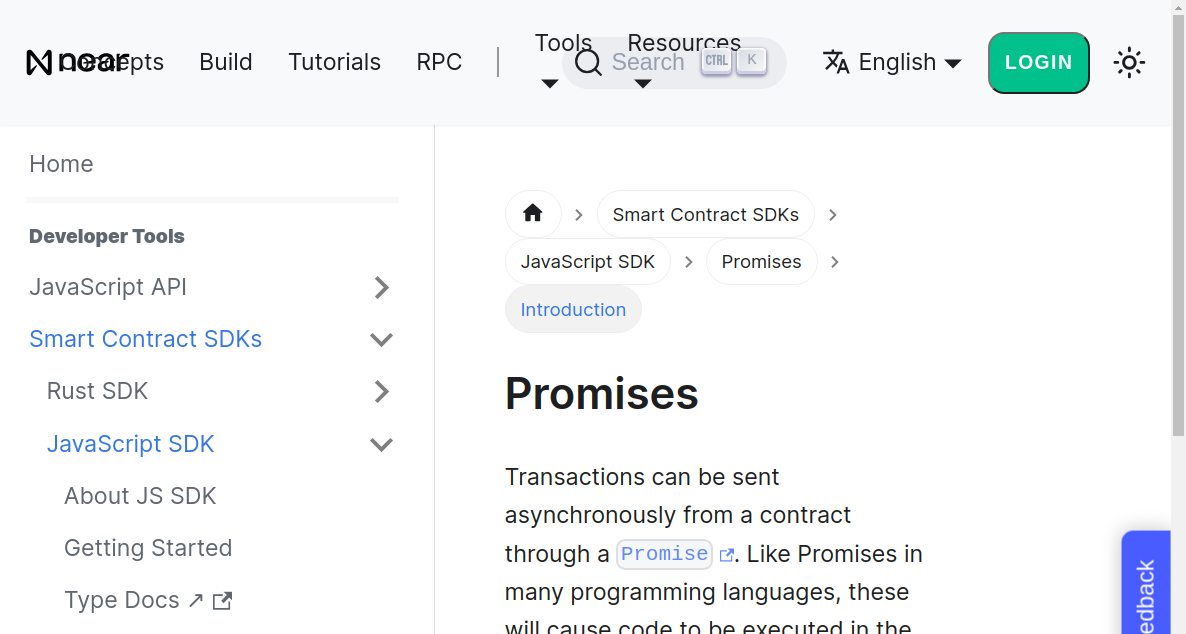 near
Concepts Build Tutorials RPC Tools Resources Search CTRL K English LOGIN
Home
Developer Tools
JavaScript API
Smart Contract SDKs
Rust SDK
JavaScript SDK
About JS SDK
Getting Started
Type Docs ↗
Smart Contract SDKs
JavaScript SDK
Promises
Introduction
Promises
Transactions can be sent
asynchronously from a contract
through a Promise. Like Promises in
many programming languages, these
will cause code to be executed in the